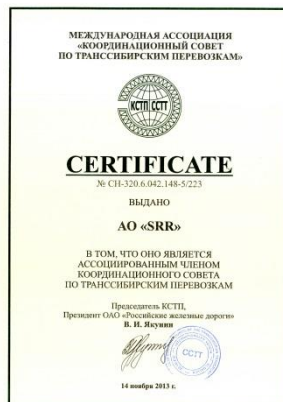 МЕЖДУНАРОДНАЯ АССОЦИАЦИЯ
«КООРДИНАЦИОННЫЙ СОВЕТ
ПО ТРАНССИБИРСКИМ ПЕРЕВОЗКАМ»
КСТП ССТТ
CERTIFICATE
№ CH-320.6.042.148-5/223
ВЫДАНО
АО «SRR»
В ТОМ, ЧТО ОНО ЯВЛЯЕТСЯ
АССОЦИИРОВАННЫМ ЧЛЕНОМ
КООРДИНАЦИОННОГО СОВЕТА
ПО ТРАНССИБИРСКИМ ПЕРЕВОЗКАМ
Председатель КСТП,
Президент ОАО «Российские железные дороги»
В. И. Якунин
ССТТ
14 ноября 2013 г.